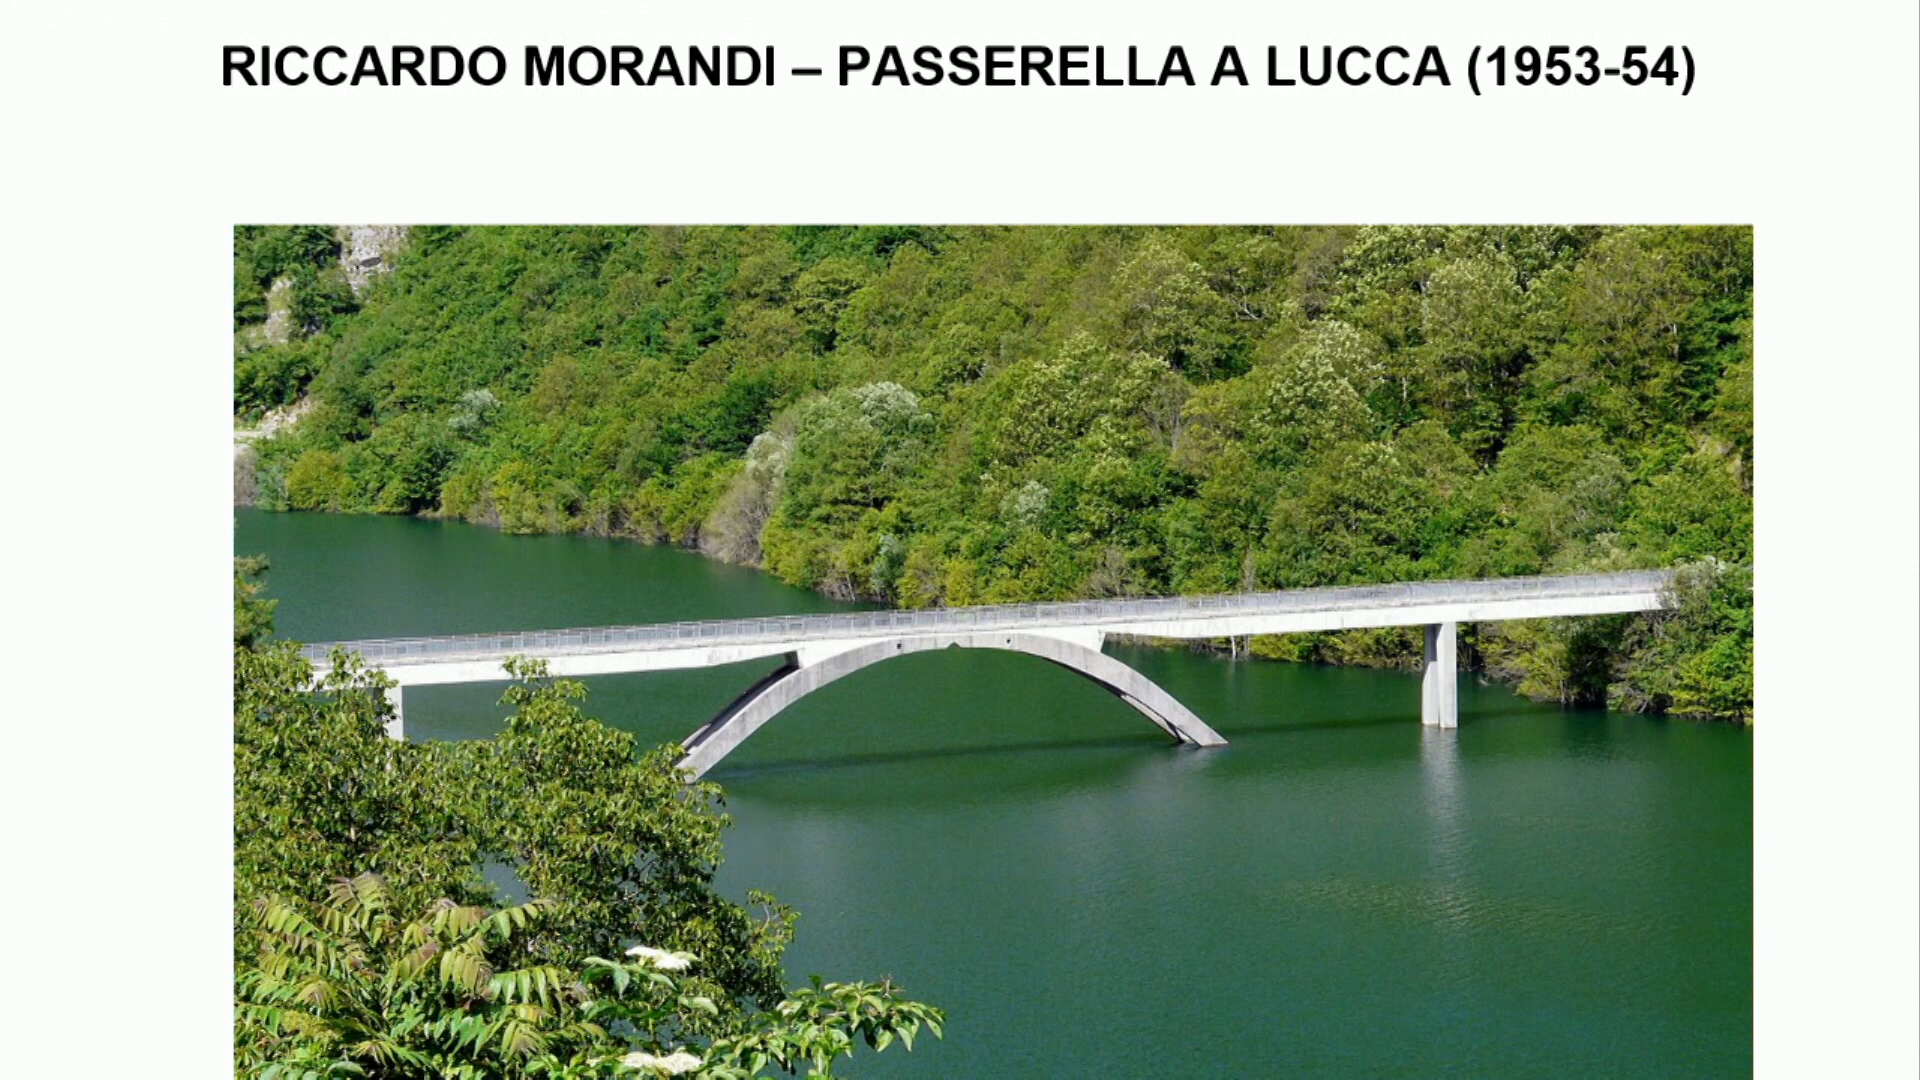 RICCARDO MORANDI – PASSERELLA A LUCCA (1953-54)